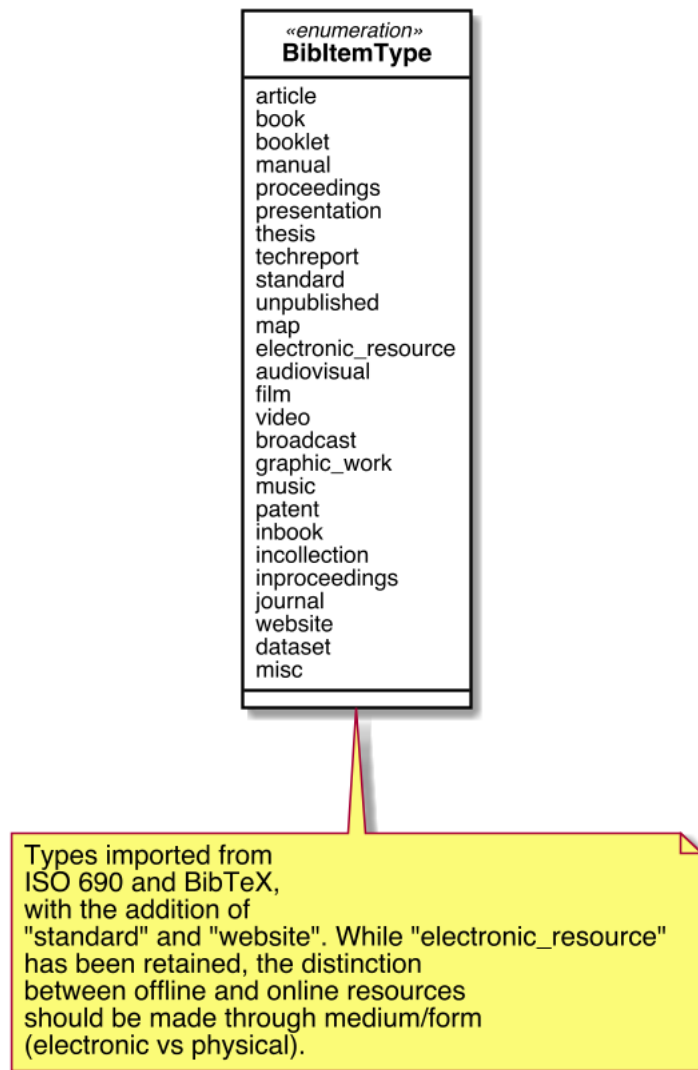 «enumeration»
BibItemType
article
book
booklet
manual
proceedings
presentation
thesis
techreport
standard
unpublished
map
electronic_resource
audiovisual
film
video
broadcast
graphic_work
music
patent
inbook
incollection
inproceedings
journal
website
dataset
misc
Types imported from
ISO 690 and BibTeX,
with the addition of
"standard" and "website". While "electronic_resource"
has been retained, the distinction
between offline and online resources
should be made through medium/form
(electronic vs physical).